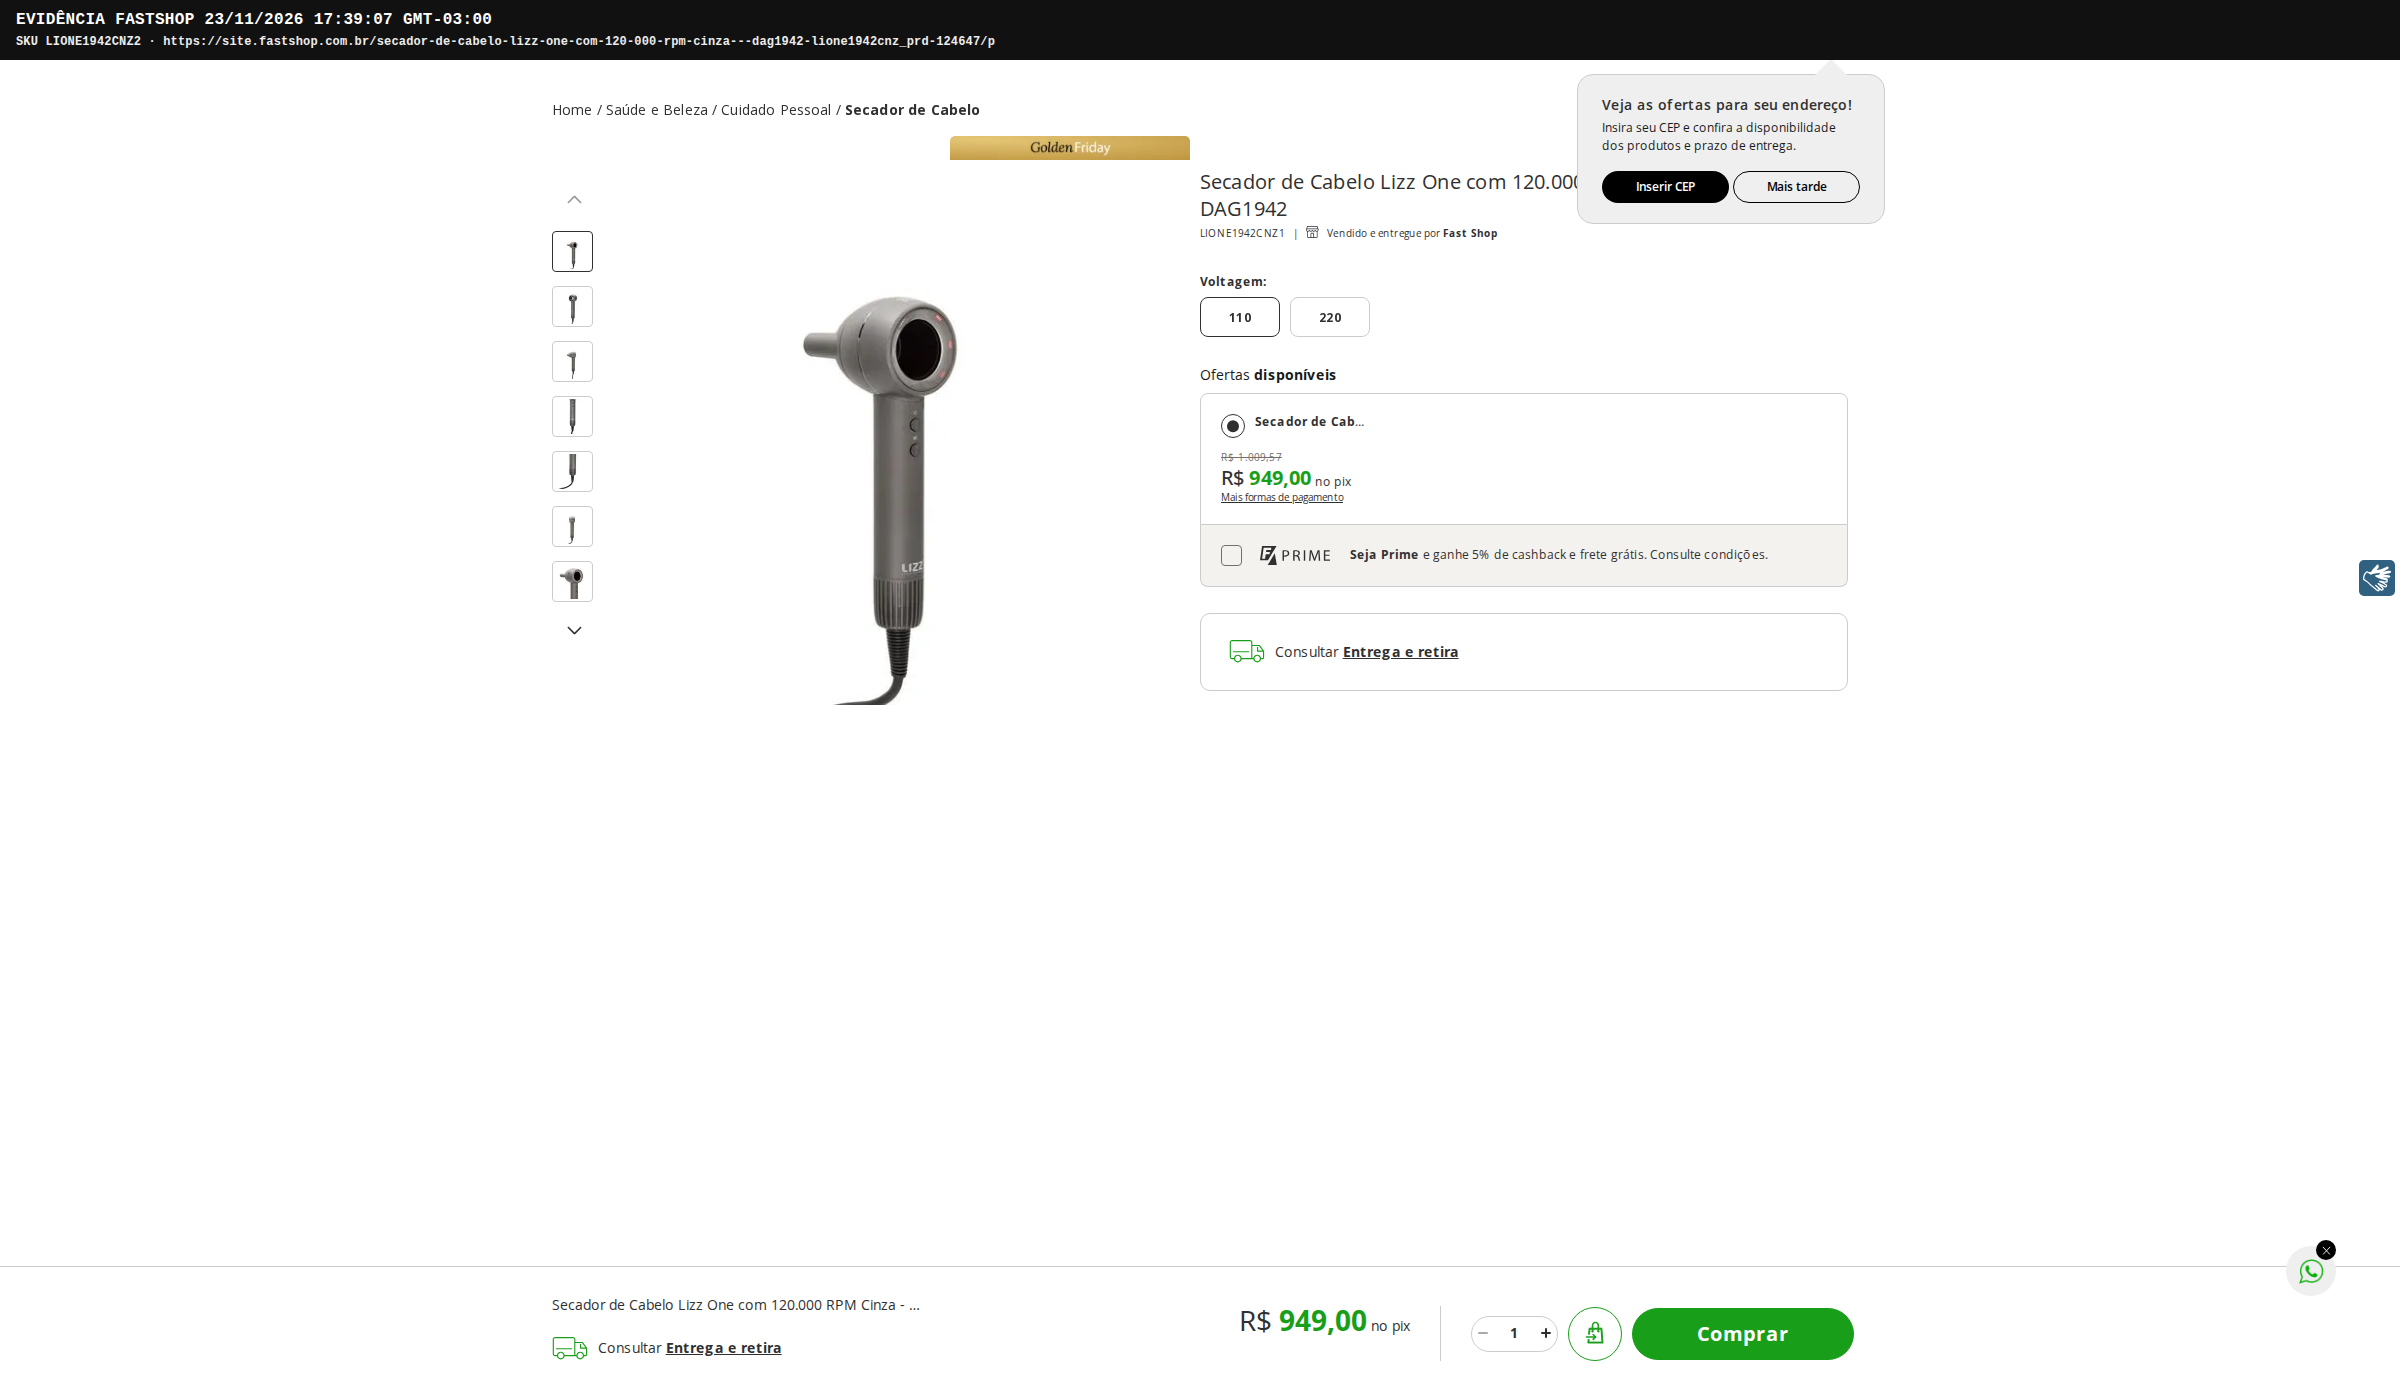 EVIDÊNCIA FASTSHOP 23/11/2026 17:39:07 GMT-03:00
SKU LIONE1942CNZ2 · https://site.fastshop.com.br/secador-de-cabelo-lizz-one-com-120-000-rpm-cinza---dag1942-lione1942cnz_prd-124647/p
Veja as ofertas para seu endereço!
Insira seu CEP e confira a disponibilidade
dos produtos e prazo de entrega.
Inserir CEP
Mais tarde
Home / Saúde e Beleza / Cuidado Pessoal / Secador de Cabelo
Golden Friday
Secador de Cabelo Lizz One com 120.000
DAG1942
LIONE1942CNZ1 | Vendido e entregue por Fast Shop
Voltagem:
110
220
Ofertas disponíveis
Secador de Cab...
R$ 1.009,57
R$ 949,00 no pix
Mais formas de pagamento
PRIME Seja Prime e ganhe 5% de cashback e frete grátis. Consulte condições.
Consultar Entrega e retira
LIZZ
Secador de Cabelo Lizz One com 120.000 RPM Cinza - ...
Consultar Entrega e retira
R$ 949,00 no pix
1
Comprar